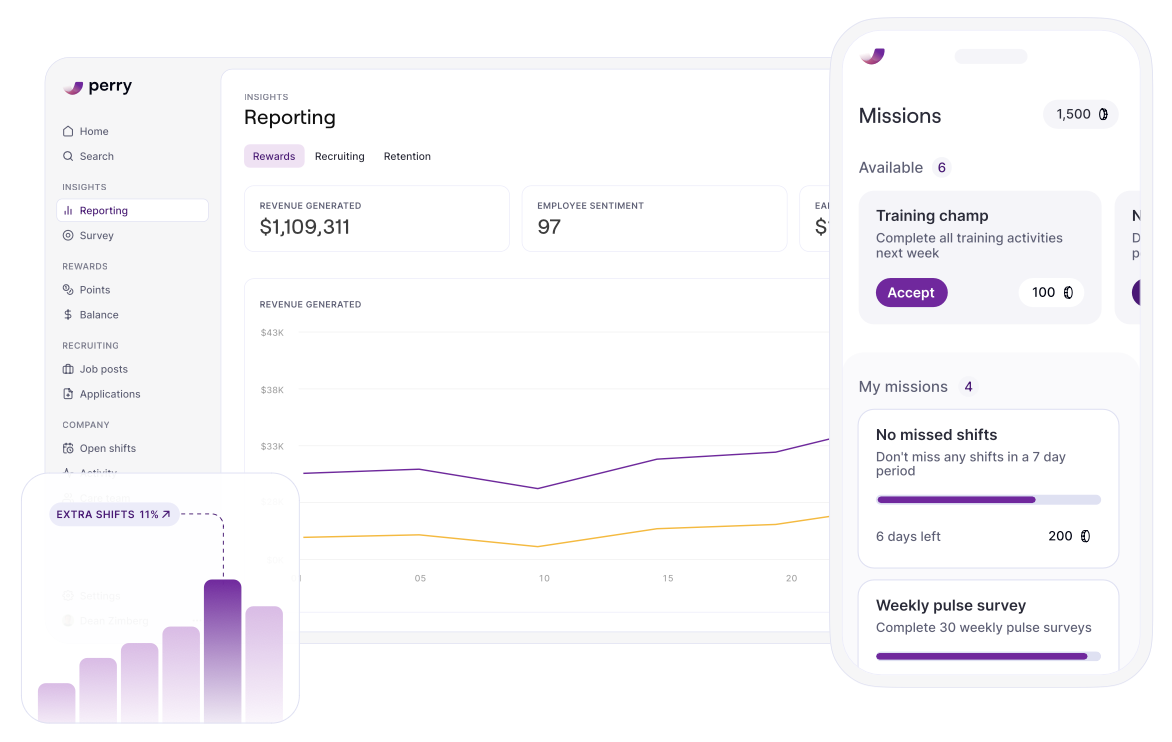 perry
Home
Search
INSIGHTS
Reporting
Survey
REWARDS
Points
Balance
RECRUITING
Job posts
Applications
COMPANY
Open shifts
Activity
Settings
EXTRA SHIFTS 11%
INSIGHTS
Reporting
Rewards Recruiting Retention
REVENUE GENERATED
$1,109,311
EMPLOYEE SENTIMENT
97
REVENUE GENERATED
$43K
$38K
$33K
05 10 15 20
Missions
1,500
Available 6
Training champ
Complete all training activities
next week
Accept
100
My missions 4
No missed shifts
Don't miss any shifts in a 7 day
period
6 days left
200
Weekly pulse survey
Complete 30 weekly pulse surveys